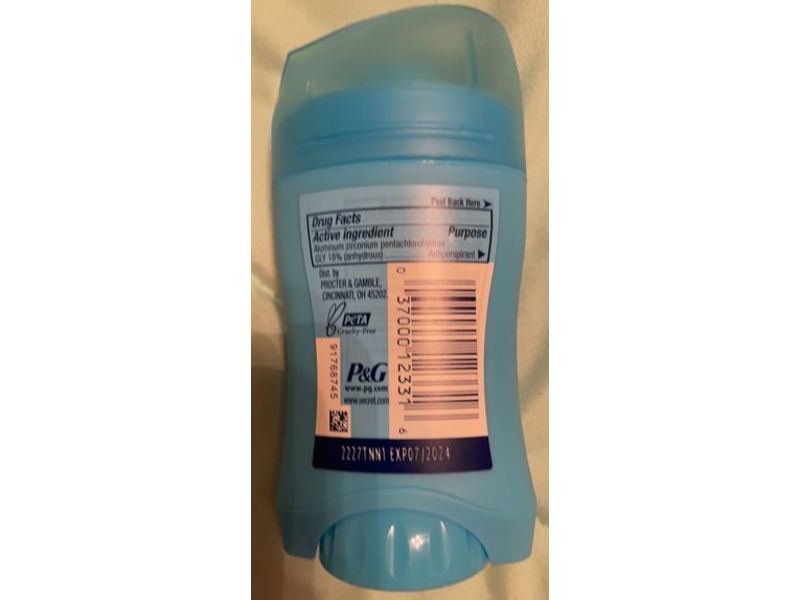 Peel Back Here
Drug Facts
Active ingredient Purpose
Aluminum zirconium pentachlorohydrex
GLY 18% (anhydrous) Antiperspirant
Dist. by
PROCTER & GAMBLE,
CINCINNATI, OH 45202
PeTA
Cruelty-Free
P&G
www.pg.com
www.secret.com
91768745
0 37000 12331 6
2227TNN1 EXP07/2024